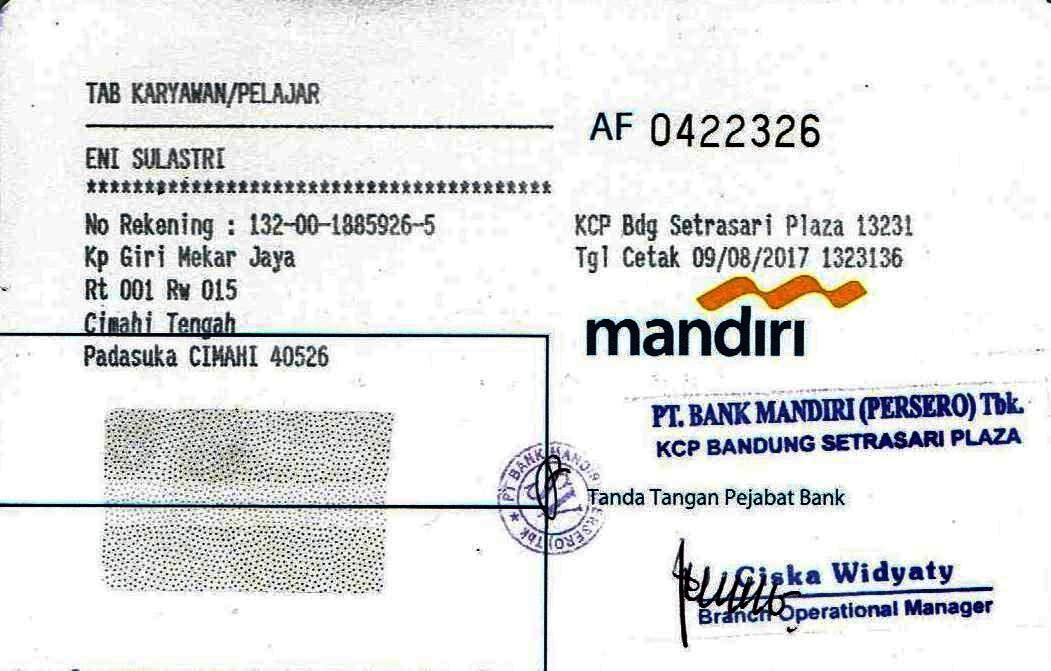 TAB KARYAWAN/PELAJAR
ENI SULASTRI
****************************************
No Rekening : 132-00-1885926-5
Kp Giri Mekar Jaya
Rt 001 Rw 015
Cimahi Tengah
Padasuka CIMAHI 40526
AF 0422326
KCP Bdg Setrasari Plaza 13231
Tgl Cetak 09/08/2017 1323136
mandiri
PT. BANK MANDIRI (PERSERO) Tbk.
KCP BANDUNG SETRASARI PLAZA
PT BANK MANDIRI (PERSERO) Tbk
Tanda Tangan Pejabat Bank
Ciska Widyaty
Branch Operational Manager